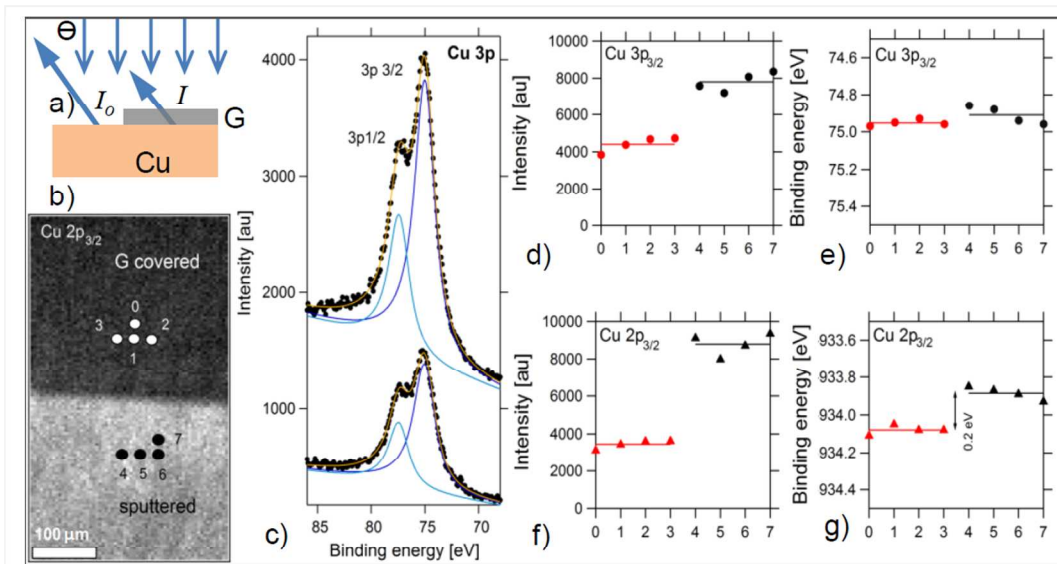 Θ
a)
I₀
I
G
Cu
b)
Cu 2p3/2
G covered
0
3
2
1
7
4 5 6
sputtered
100 μm
c)
Cu 3p
3p 3/2
3p1/2
Intensity [au]
4000
3000
2000
1000
85 80 75 70
Binding energy [eV]
d)
Cu 3p3/2
Intensity [au]
10000
8000
6000
4000
2000
0
0 1 2 3 4 5 6 7
e)
Cu 3p3/2
Binding energy [eV]
74.6
74.8
75.0
75.2
75.4
0 1 2 3 4 5 6 7
f)
Cu 2p3/2
Intensity [au]
10000
8000
6000
4000
2000
0
0 1 2 3 4 5 6 7
g)
Cu 2p3/2
Binding energy [eV]
933.6
933.8
934.0
934.2
934.4
0.2 eV
0 1 2 3 4 5 6 7